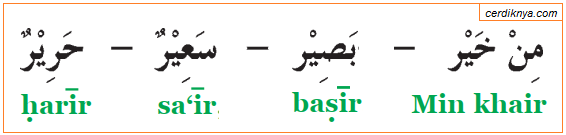 cerdiknya.com
مِنْ خَيْر – بَصِيْر – سَعِيْرٌ – حَرِيْرٌ
ḥarīr sa‘īr, baṣīr Min khair